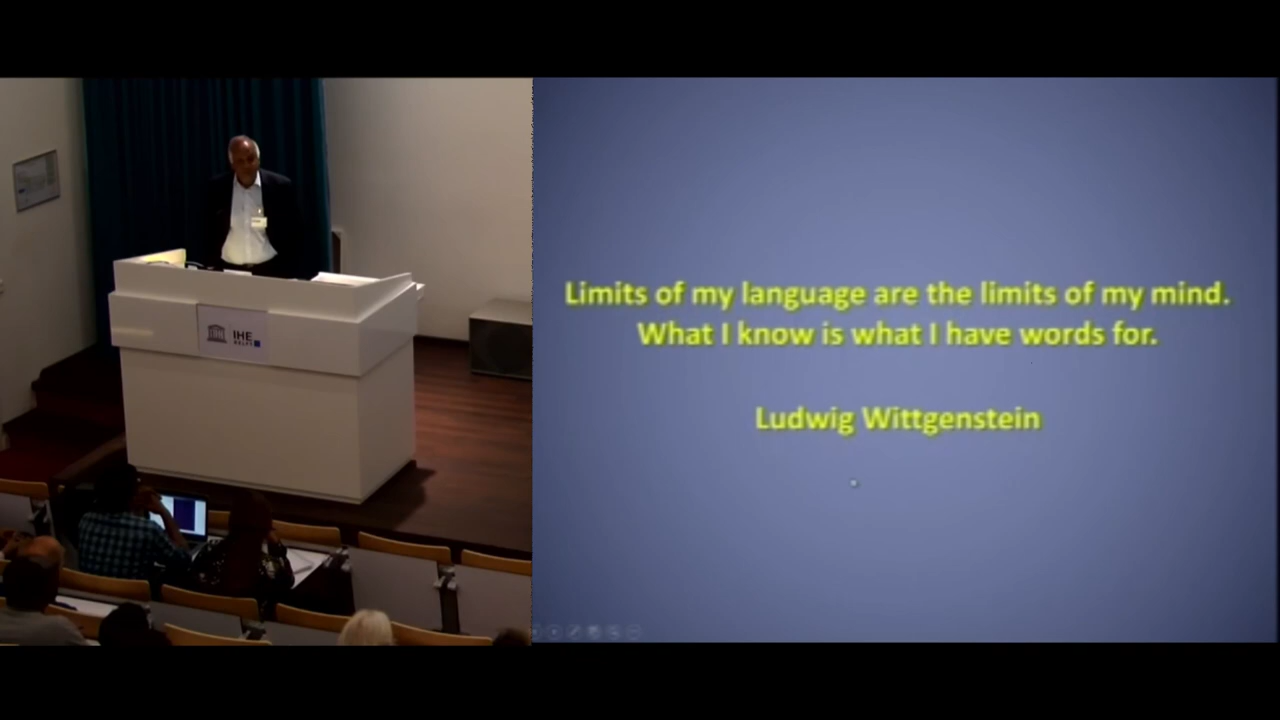 IHE
DELFT
Limits of my language are the limits of my mind.
What I know is what I have words for.
Ludwig Wittgenstein